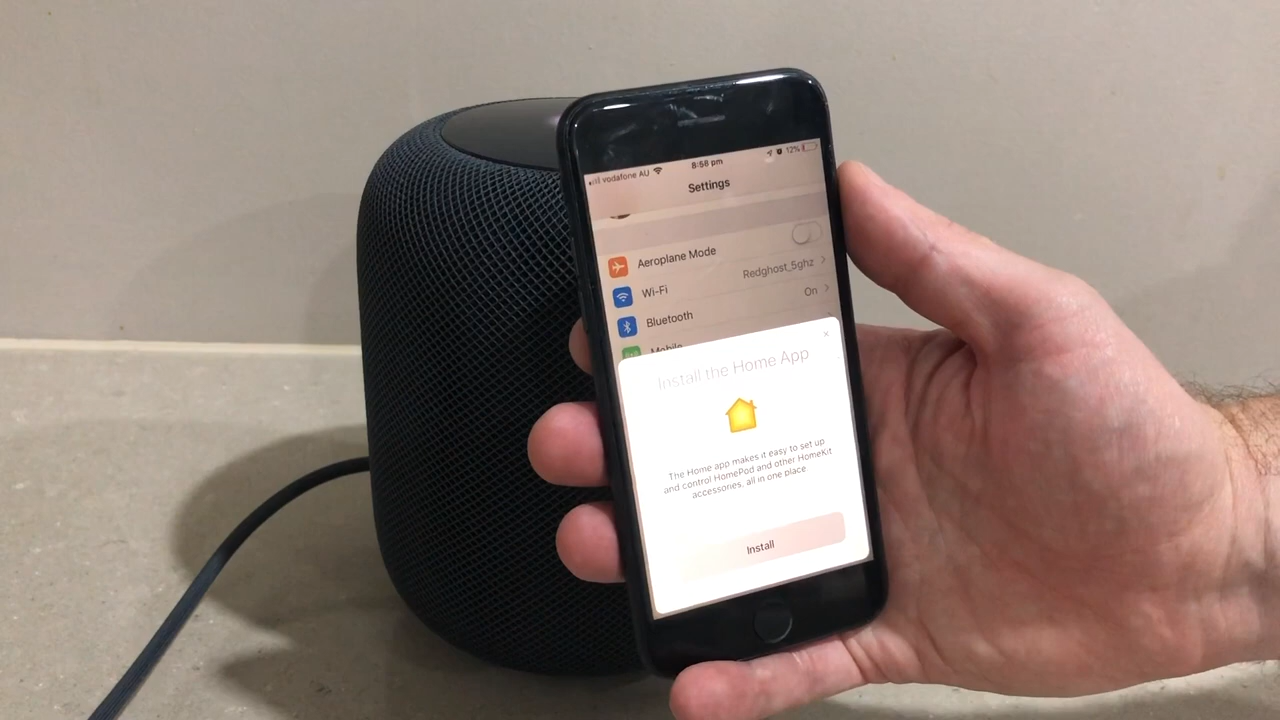 vodafone AU 8:56 pm 12%
Settings
Aeroplane Mode
Wi-Fi Redghost_5ghz
Bluetooth On
Mobile
Install the Home App
The Home app makes it easy to set up
and control HomePod and other HomeKit
accessories, all in one place.
Install